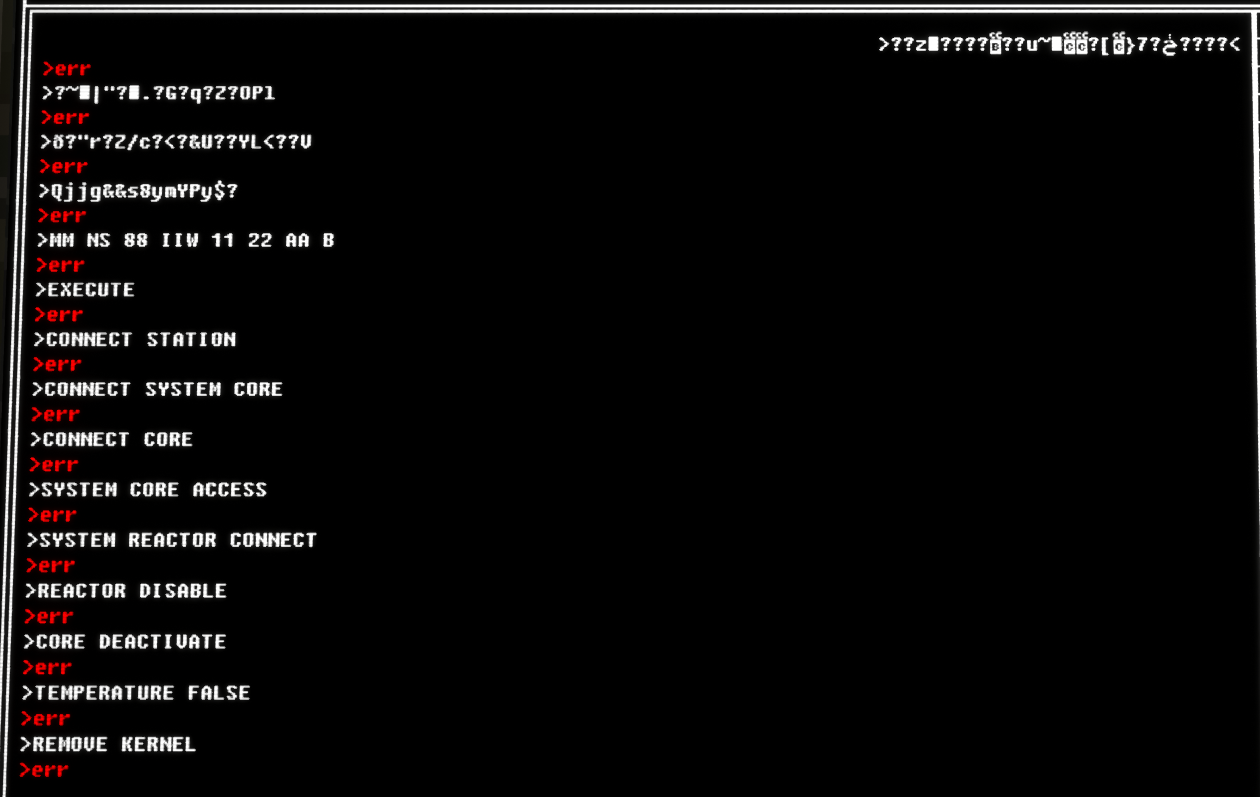 >err
>?~■|"?■.?G?q?Z?OPl
>err
>ŏ?"r?Z/c?<?&U??YL<??V
>err
>Qjjg&&s8ymYPy$?
>err
>MM NS 88 IIW 11 22 AA B
>err
>EXECUTE
>err
>CONNECT STATION
>err
>CONNECT SYSTEM CORE
>err
>CONNECT CORE
>err
>SYSTEM CORE ACCESS
>err
>SYSTEM REACTOR CONNECT
>err
>REACTOR DISABLE
>err
>CORE DEACTIVATE
>err
>TEMPERATURE FALSE
>err
>REMOVE KERNEL
>err